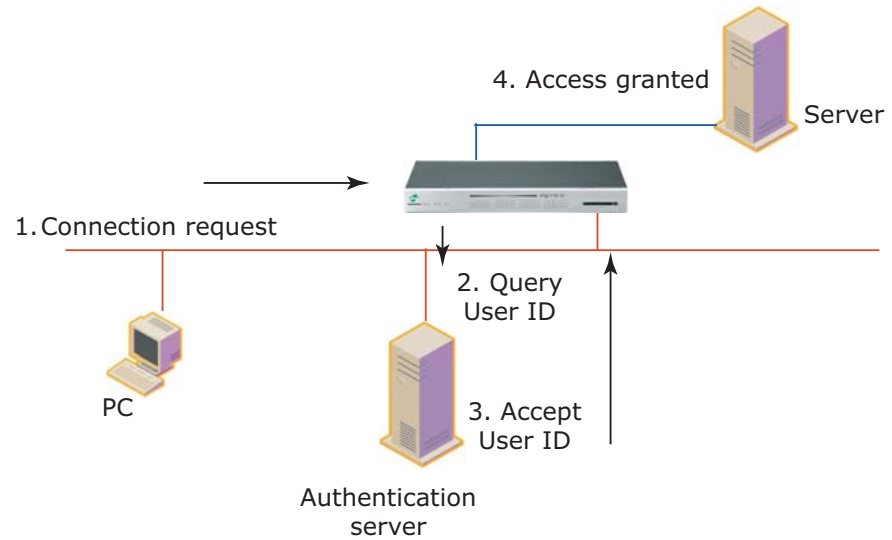 4. Access granted
Server
1. Connection request
2. Query
User ID
PC
3. Accept
User ID
Authentication
server